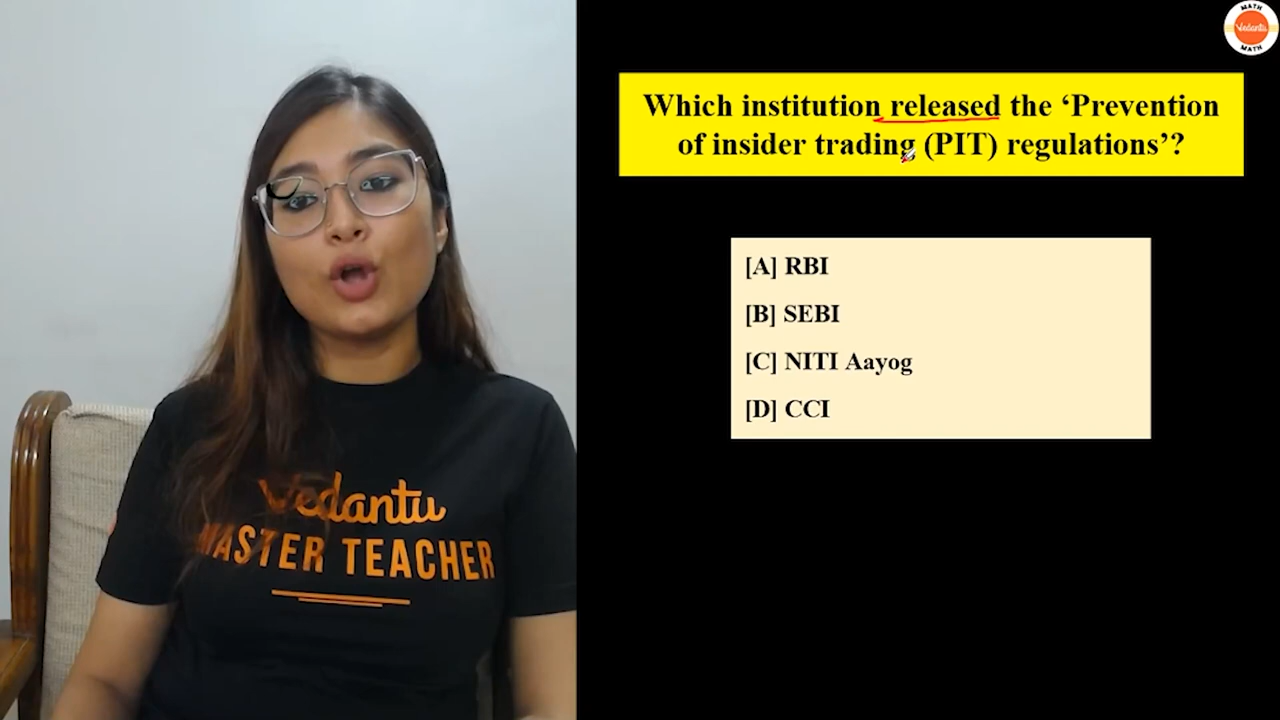 MATH
Vedantu
MATH
Which institution released the ‘Prevention
of insider trading (PIT) regulations’?
[A] RBI
[B] SEBI
[C] NITI Aayog
[D] CCI
Vedantu
MASTER TEACHER